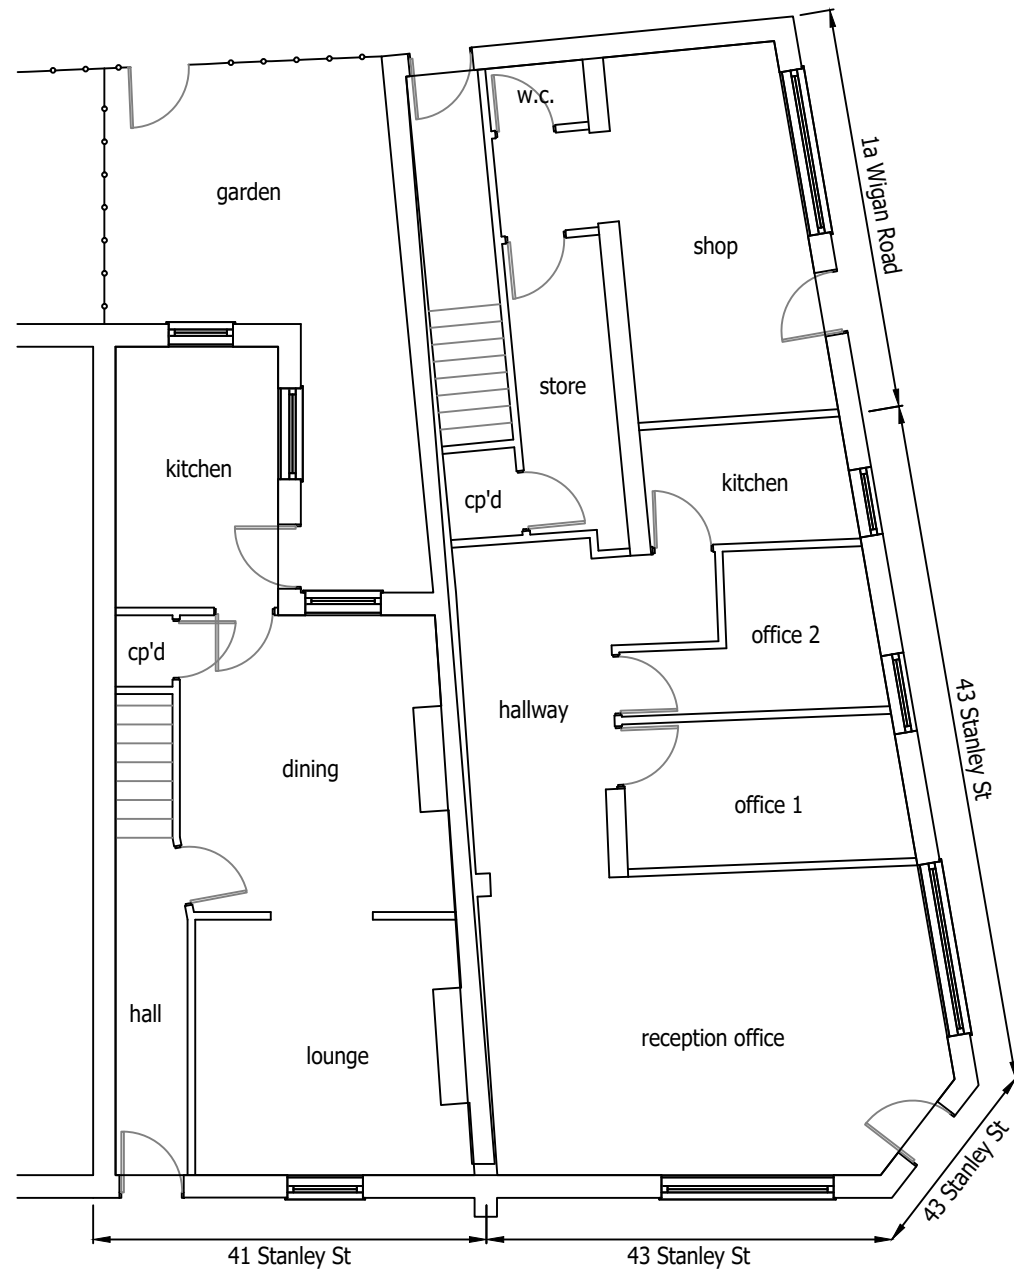 w.c.
garden
1a Wigan Road
shop
store
kitchen
kitchen
cp'd
office 2
cp'd
hallway
43 Stanley St
dining
office 1
hall
reception office
lounge
43 Stanley St
41 Stanley St
43 Stanley St